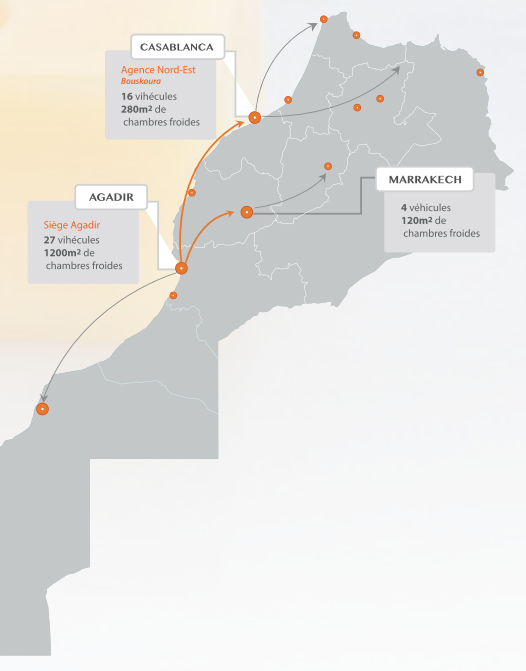 CASABLANCA
Agence Nord-Est
Bouskoura
16 vihécules
280m² de
chambres froides
AGADIR
Siège Agadir
27 vihécules
1200m² de
chambres froides
MARRAKECH
4 véhicules
120m² de
chambres froides